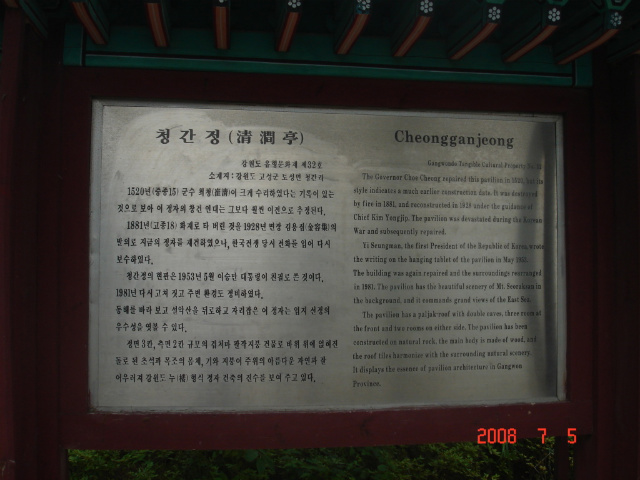 청간정(淸澗亭)
강원도 유형문화재 제32호
소재지 : 강원도 고성군 토성면 청간리
1520년(중종15) 군수 최청(崔淸)이 크게 수리하였다는 기록이 있는
것으로 보아 이 정자의 창건 연대는 그보다 훨씬 이전으로 추정된다.
1881년(고종18) 화재로 타 버린 것을 1928년 면장 김용집(金容集)의
발의로 지금의 정자를 재건하였으나, 한국전쟁 당시 전화를 입어 다시
보수하였다.
청간정의 현판은 1953년 5월 이승만 대통령이 친필로 쓴 것이다.
1981년 다시 고쳐 짓고 주변 환경도 정비하였다.
동해를 바라 보고 설악산을 뒤로하고 자리잡은 이 정자는 입지 선정의
우수성을 엿볼 수 있다.
정면 3칸, 측면 2칸 규모의 겹처마 팔작지붕 건물로 바위 위에 앉혀진
돌로 된 초석과 목조의 몸체, 기와 지붕이 주위의 아름다운 자연과 잘
어우러져 강원도 누(樓) 형식 정자 건축의 진수를 보여 주고 있다.
Cheongganjeong
Gangwondo Tangible Cultural Property No. 32
The Governor Choe Cheong repaired this pavilion in 1520, but its
style indicates a much earlier construction date. It was destroyed
by fire in 1881, and reconstructed in 1928 under the guidance of
Chief Kim Yongjip. The pavilion was devastated during the Korean
War and subsequently repaired.
Yi Seungman, the first President of the Republic of Korea, wrote
the writing on the hanging tablet of the pavilion in May 1953.
The building was again repaired and the surroundings rearranged
in 1981. The pavilion has the beautiful scenery of Mt. Seoraksan in
the background, and it commands grand views of the East Sea.
The pavilion has a paljak-roof with double eaves, three rooms at
the front and two rooms on either side. The pavilion has been
constructed on natural rock, the main body is made of wood, and
the roof tiles harmonize with the surrounding natural scenery.
It displays the essence of pavilion architecture in Gangwon
Province.
2008 7 5